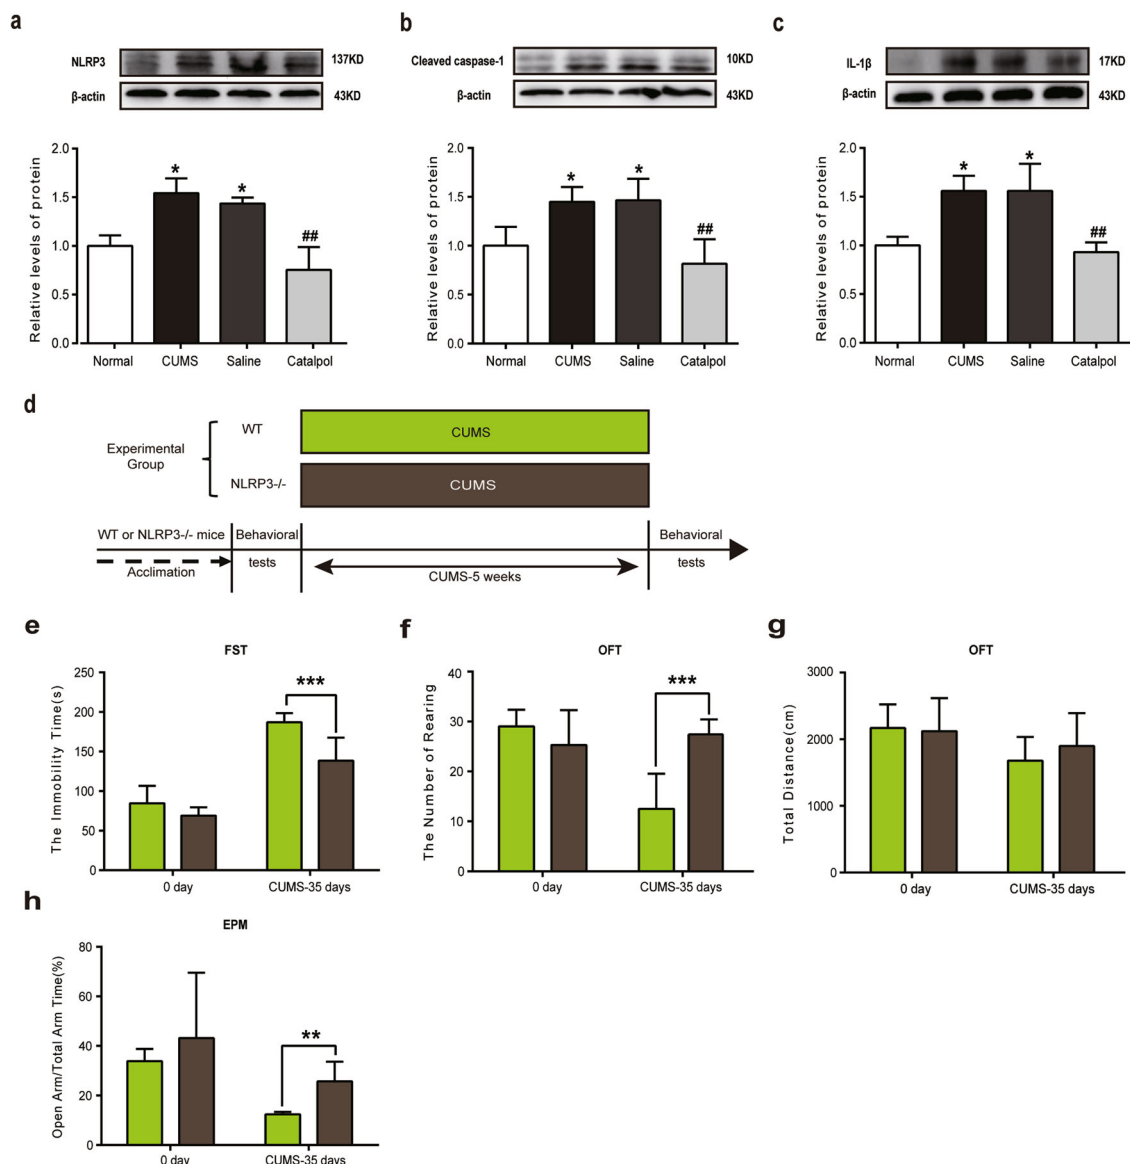 a
NLRP3
137KD
β-actin
43KD
Relative levels of protein
2.0
1.5
1.0
0.5
0.0
*
*
##
Normal
CUMS
Saline
Catalpol
b
Cleaved caspase-1
10KD
β-actin
43KD
Relative levels of protein
2.0
1.5
1.0
0.5
0.0
*
*
##
Normal
CUMS
Saline
Catalpol
c
IL-1β
17KD
β-actin
43KD
Relative levels of protein
2.0
1.5
1.0
0.5
0.0
*
*
##
Normal
CUMS
Saline
Catalpol
d
Experimental
Group
WT
CUMS
NLRP3-/-
CUMS
WT or NLRP3-/- mice
Acclimation
Behavioral
tests
CUMS-5 weeks
Behavioral
tests
e
FST
The Immobility Time(s)
250
200
150
100
50
0
***
0 day
CUMS-35 days
f
OFT
The Number of Rearing
40
30
20
10
0
***
0 day
CUMS-35 days
g
OFT
Total Distance(cm)
3000
2000
1000
0
0 day
CUMS-35 days
h
EPM
Open Arm/Total Arm Time(%)
80
60
40
20
0
**
0 day
CUMS-35 days